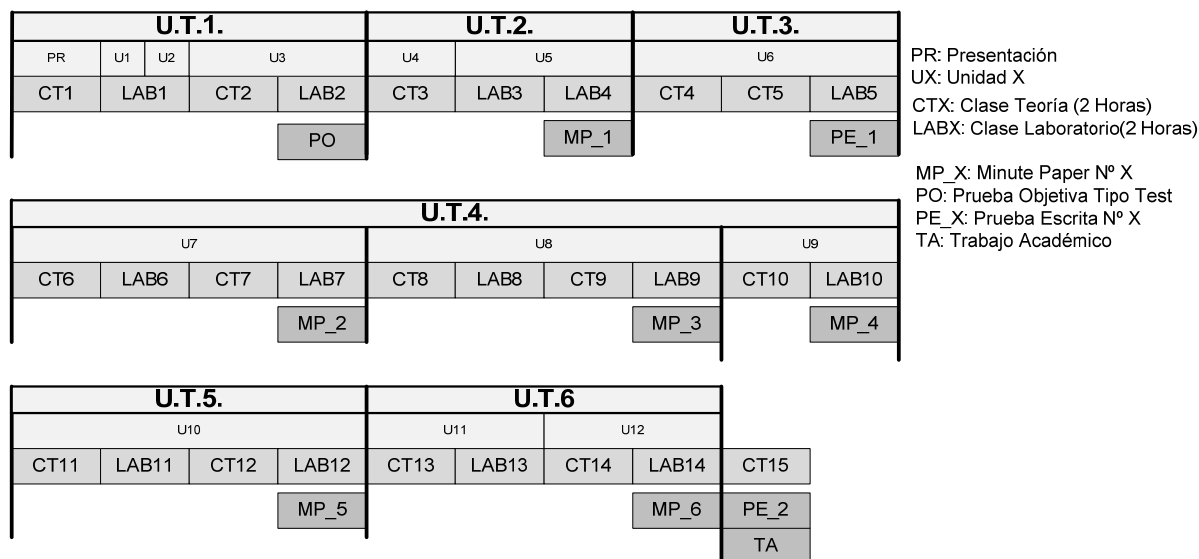 U.T.1. U.T.2. U.T.3.
PR U1 U2 U3 U4 U5 U6
CT1 LAB1 CT2 LAB2 CT3 LAB3 LAB4 CT4 CT5 LAB5
PO MP_1 PE_1
PR: Presentación
UX: Unidad X
CTX: Clase Teoría (2 Horas)
LABX: Clase Laboratorio(2 Horas)
MP_X: Minute Paper Nº X
PO: Prueba Objetiva Tipo Test
PE_X: Prueba Escrita Nº X
TA: Trabajo Académico
U.T.4.
U7 U8 U9
CT6 LAB6 CT7 LAB7 CT8 LAB8 CT9 LAB9 CT10 LAB10
MP_2 MP_3 MP_4
U.T.5. U.T.6
U10 U11 U12
CT11 LAB11 CT12 LAB12 CT13 LAB13 CT14 LAB14 CT15
MP_5 MP_6 PE_2
TA